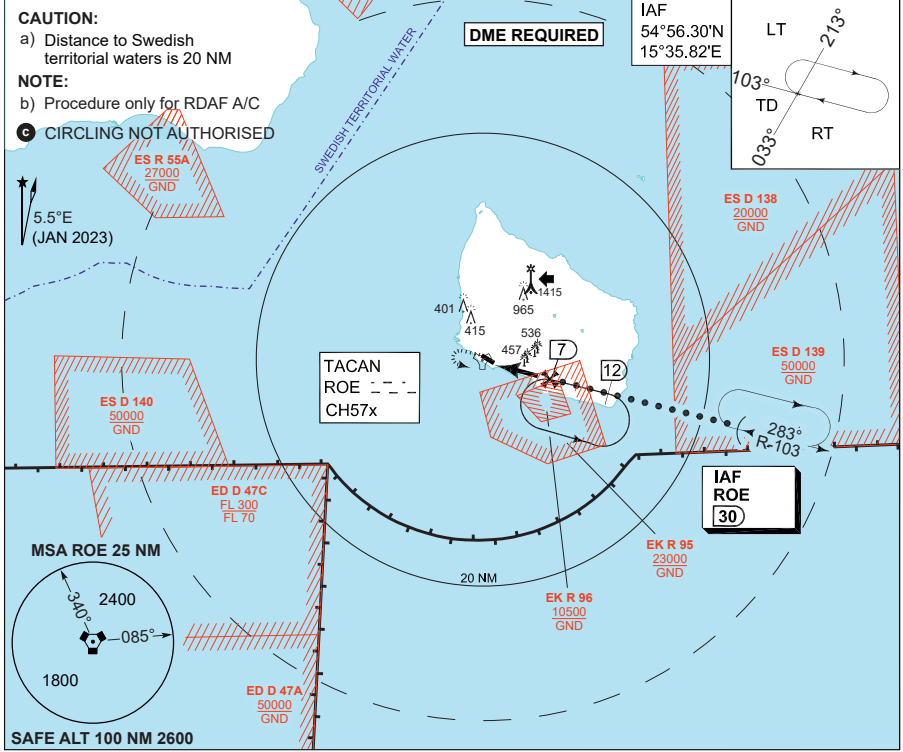 CAUTION:
a) Distance to Swedish
territorial waters is 20 NM
NOTE:
b) Procedure only for RDAF A/C
c CIRCLING NOT AUTHORISED
DME REQUIRED
IAF
54°56.30'N
15°35.82'E
LT
213°
103°
TD
RT
033°
SWEDISH TERRITORIAL WATER
ES R 55A
27000
GND
5.5°E
(JAN 2023)
ES D 138
20000
GND
1415
965
401
415
536
457
7
12
TACAN
ROE
CH57x
ES D 139
50000
GND
ES D 140
50000
GND
283°
R-103
IAF
ROE
30
ED D 47C
FL 300
FL 70
EK R 95
23000
GND
20 NM
EK R 96
10500
GND
MSA ROE 25 NM
340°
2400
085°
1800
ED D 47A
50000
GND
SAFE ALT 100 NM 2600